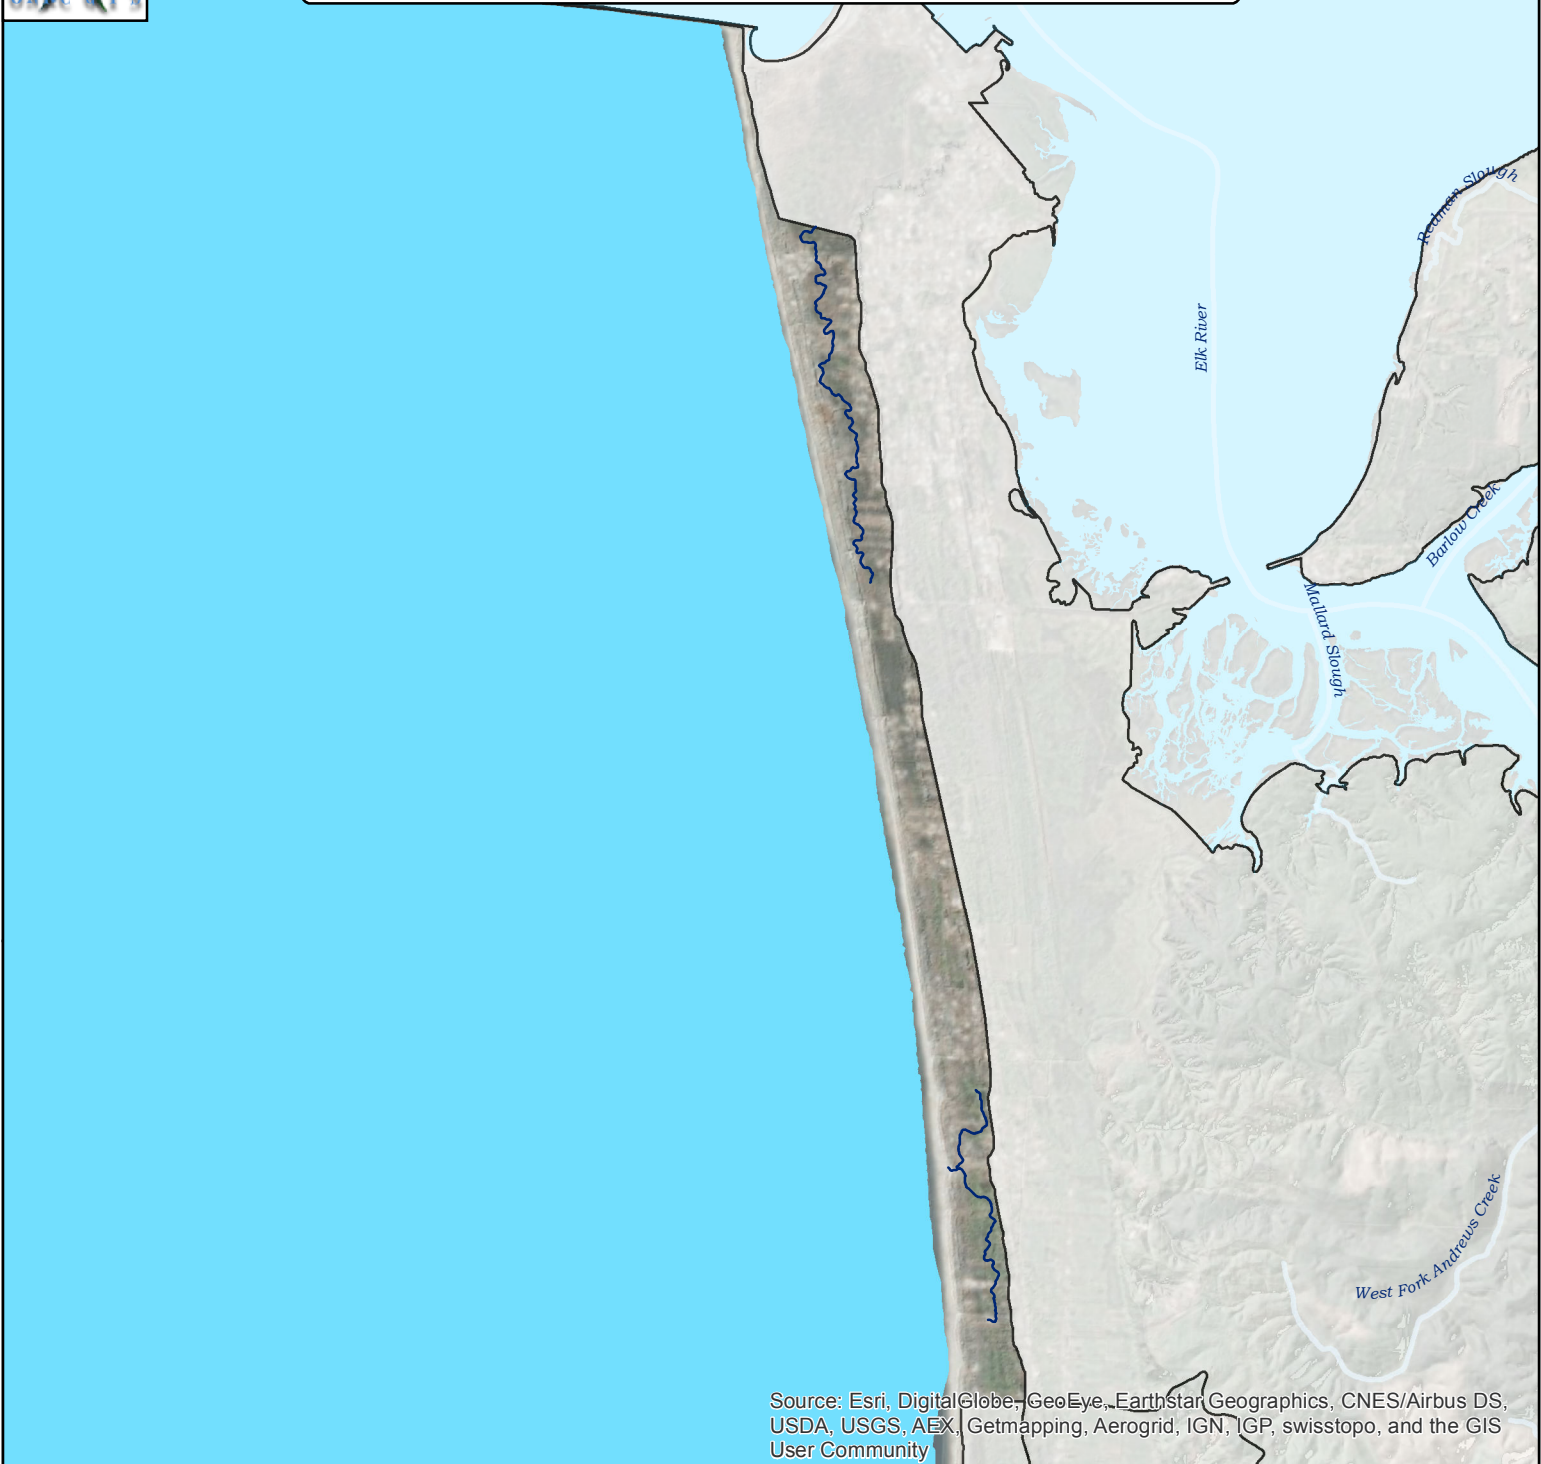 Redman Slough
Elk River
Barlow Creek
Mallard Slough
West Fork Andrews Creek
Source: Esri, DigitalGlobe, GeoEye, Earthstar Geographics, CNES/Airbus DS,
USDA, USGS, AEX, Getmapping, Aerogrid, IGN, IGP, swisstopo, and the GIS
User Community